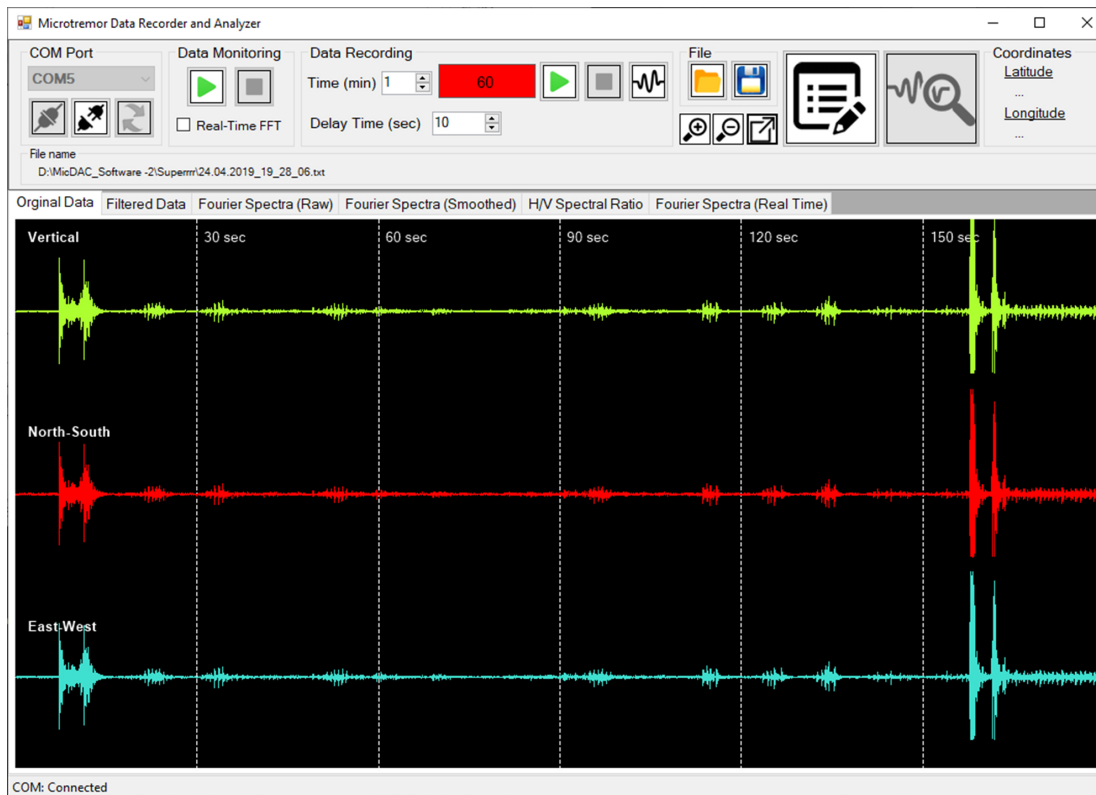 Microtremor Data Recorder and Analyzer
COM Port
Data Monitoring
Data Recording
File
Coordinates
COM5
Time (min) 1
60
Latitude
...
Real-Time FFT
Delay Time (sec) 10
Longitude
...
File name
D:\MicDAC_Software -2\Superrrr\24.04.2019_19_28_06.txt
Orginal Data
Filtered Data
Fourier Spectra (Raw)
Fourier Spectra (Smoothed)
H/V Spectral Ratio
Fourier Spectra (Real Time)
Vertical
30 sec
60 sec
90 sec
120 sec
150 sec
North-South
East-West
COM: Connected